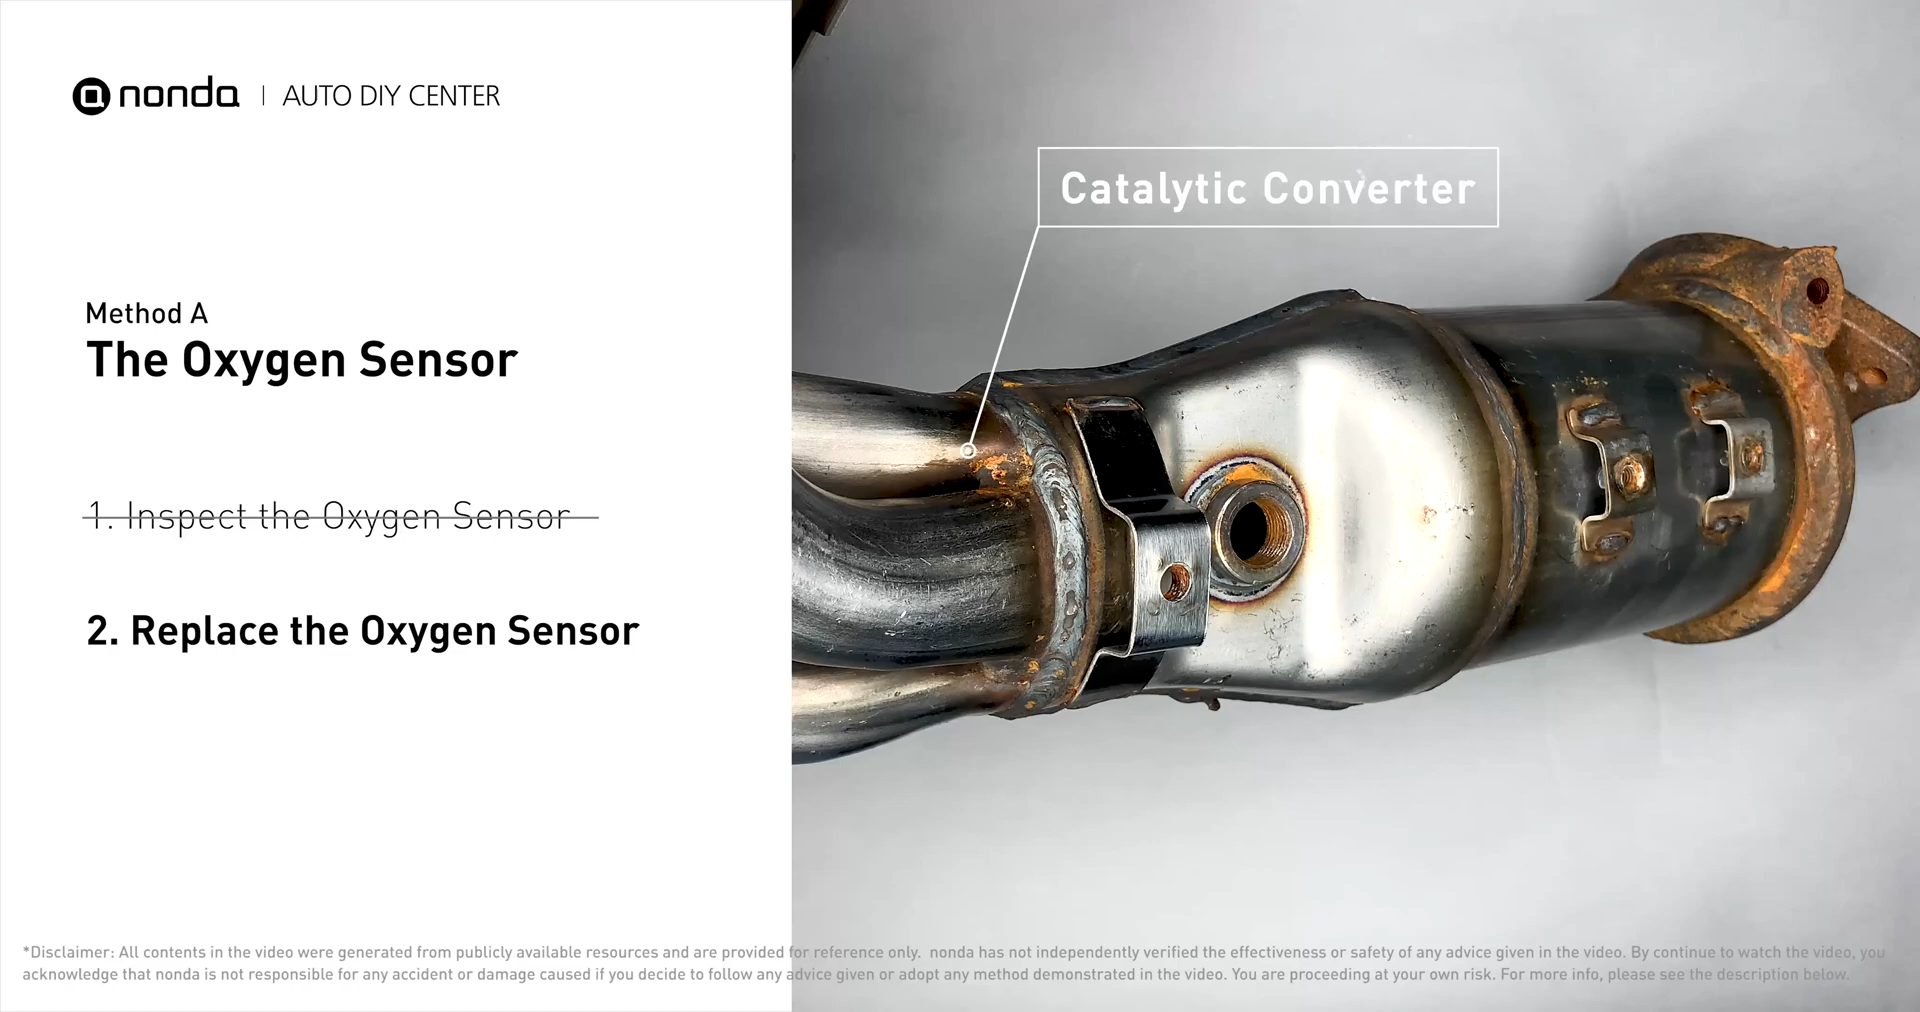 nonda | AUTO DIY CENTER
Catalytic Converter
Method A
The Oxygen Sensor
1. Inspect the Oxygen Sensor
2. Replace the Oxygen Sensor
*Disclaimer: All contents in the video were generated from publicly available resources and are provided for reference only. nonda has not independently verified the effectiveness or safety of any advice given in the video. By continue to watch the video, you
acknowledge that nonda is not responsible for any accident or damage caused if you decide to follow any advice given or adopt any method demonstrated in the video. You are proceeding at your own risk. For more info, please see the description below.